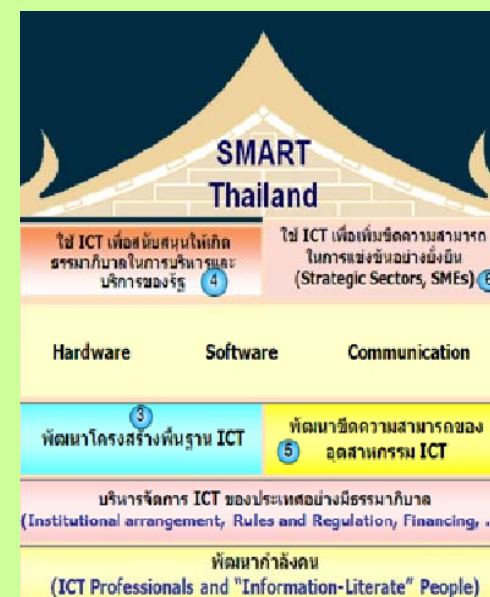 SMART
Thailand
ใช้ ICT เพื่อสนับสนุนให้เกิด
ธรรมาภิบาลในการบริหารและ
บริการของรัฐ 4
ใช้ ICT เพื่อเพิ่มขีดความสามารถ
ในการแข่งขันอย่างยั่งยืน
(Strategic Sectors, SMEs) 6
Hardware Software Communication
3
พัฒนาโครงสร้างพื้นฐาน ICT
พัฒนาขีดความสามารถของ
5 อุตสาหกรรม ICT
บริหารจัดการ ICT ของประเทศอย่างมีธรรมาภิบาล
(Institutional arrangement, Rules and Regulation, Financing, .
พัฒนากำลังคน
(ICT Professionals and "Information-Literate" People)